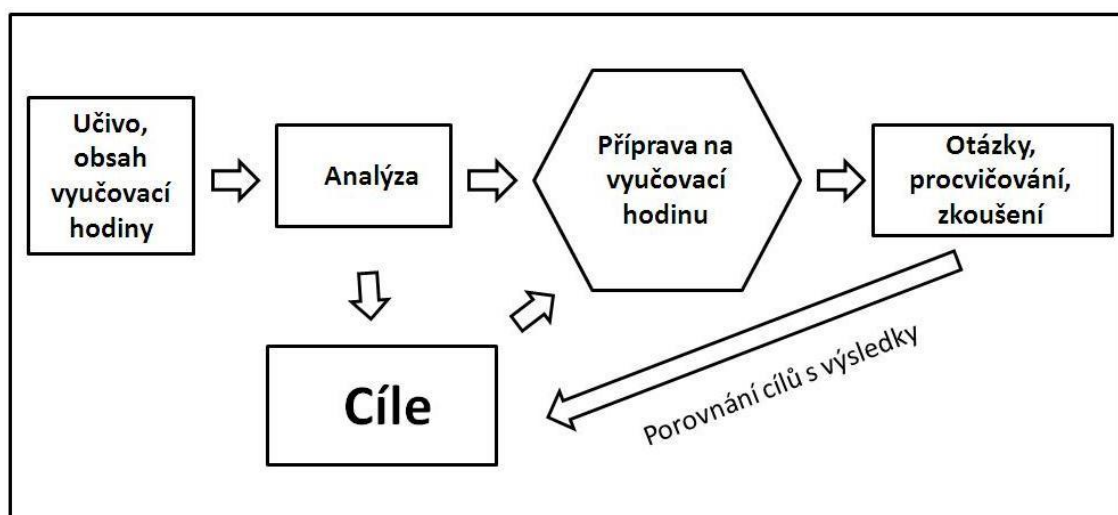 Učivo,
obsah
vyučovací
hodiny
Analýza
Příprava na
vyučovací
hodinu
Otázky,
procvičování,
zkoušení
Cíle
Porovnání cílů s výsledky